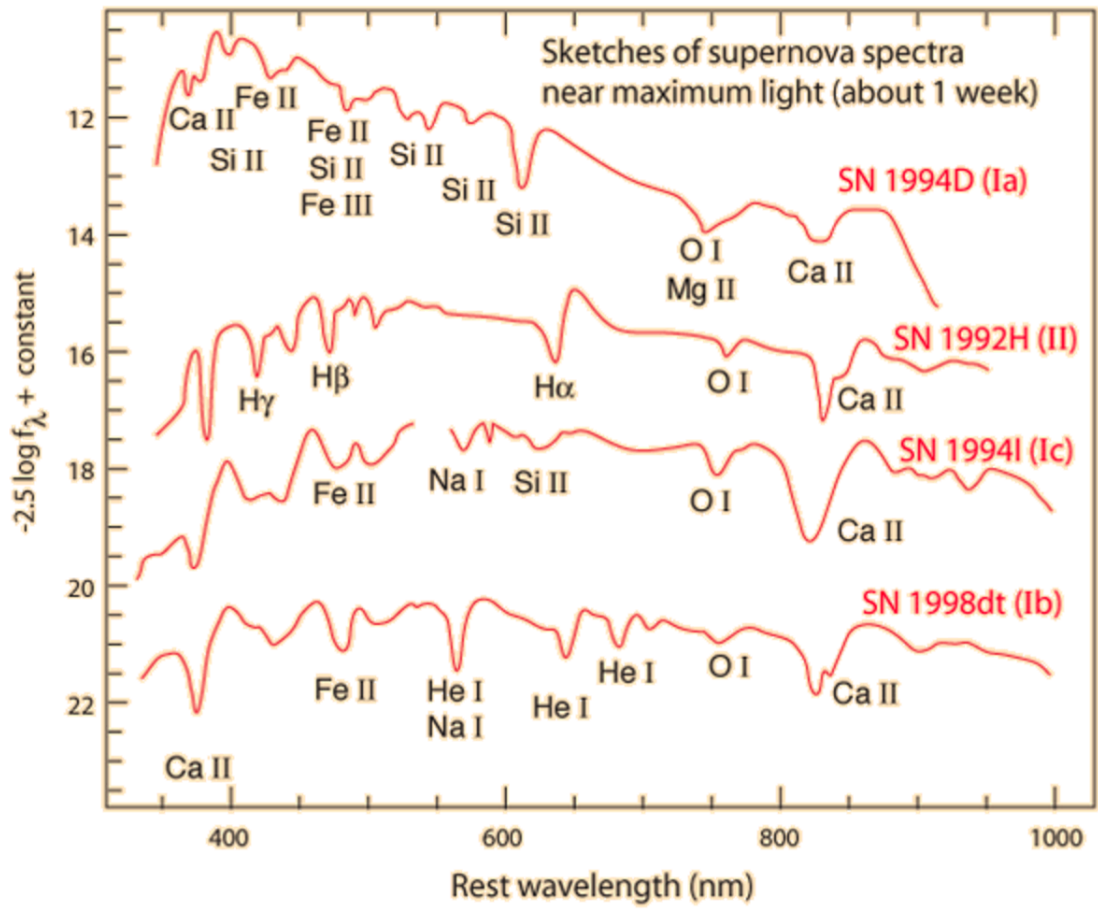 Sketches of supernova spectra
near maximum light (about 1 week)
Ca II
Si II
Fe II
Fe II
Si II
Fe III
Si II
Si II
Si II
O I
Mg II
Ca II
SN 1994D (Ia)
Hγ
Hβ
Hα
O I
Ca II
SN 1992H (II)
Fe II
Na I
Si II
O I
Ca II
SN 1994I (Ic)
Ca II
Fe II
He I
Na I
He I
He I
O I
Ca II
SN 1998dt (Ib)
12
14
16
18
20
22
-2.5 log fλ + constant
400
600
800
1000
Rest wavelength (nm)